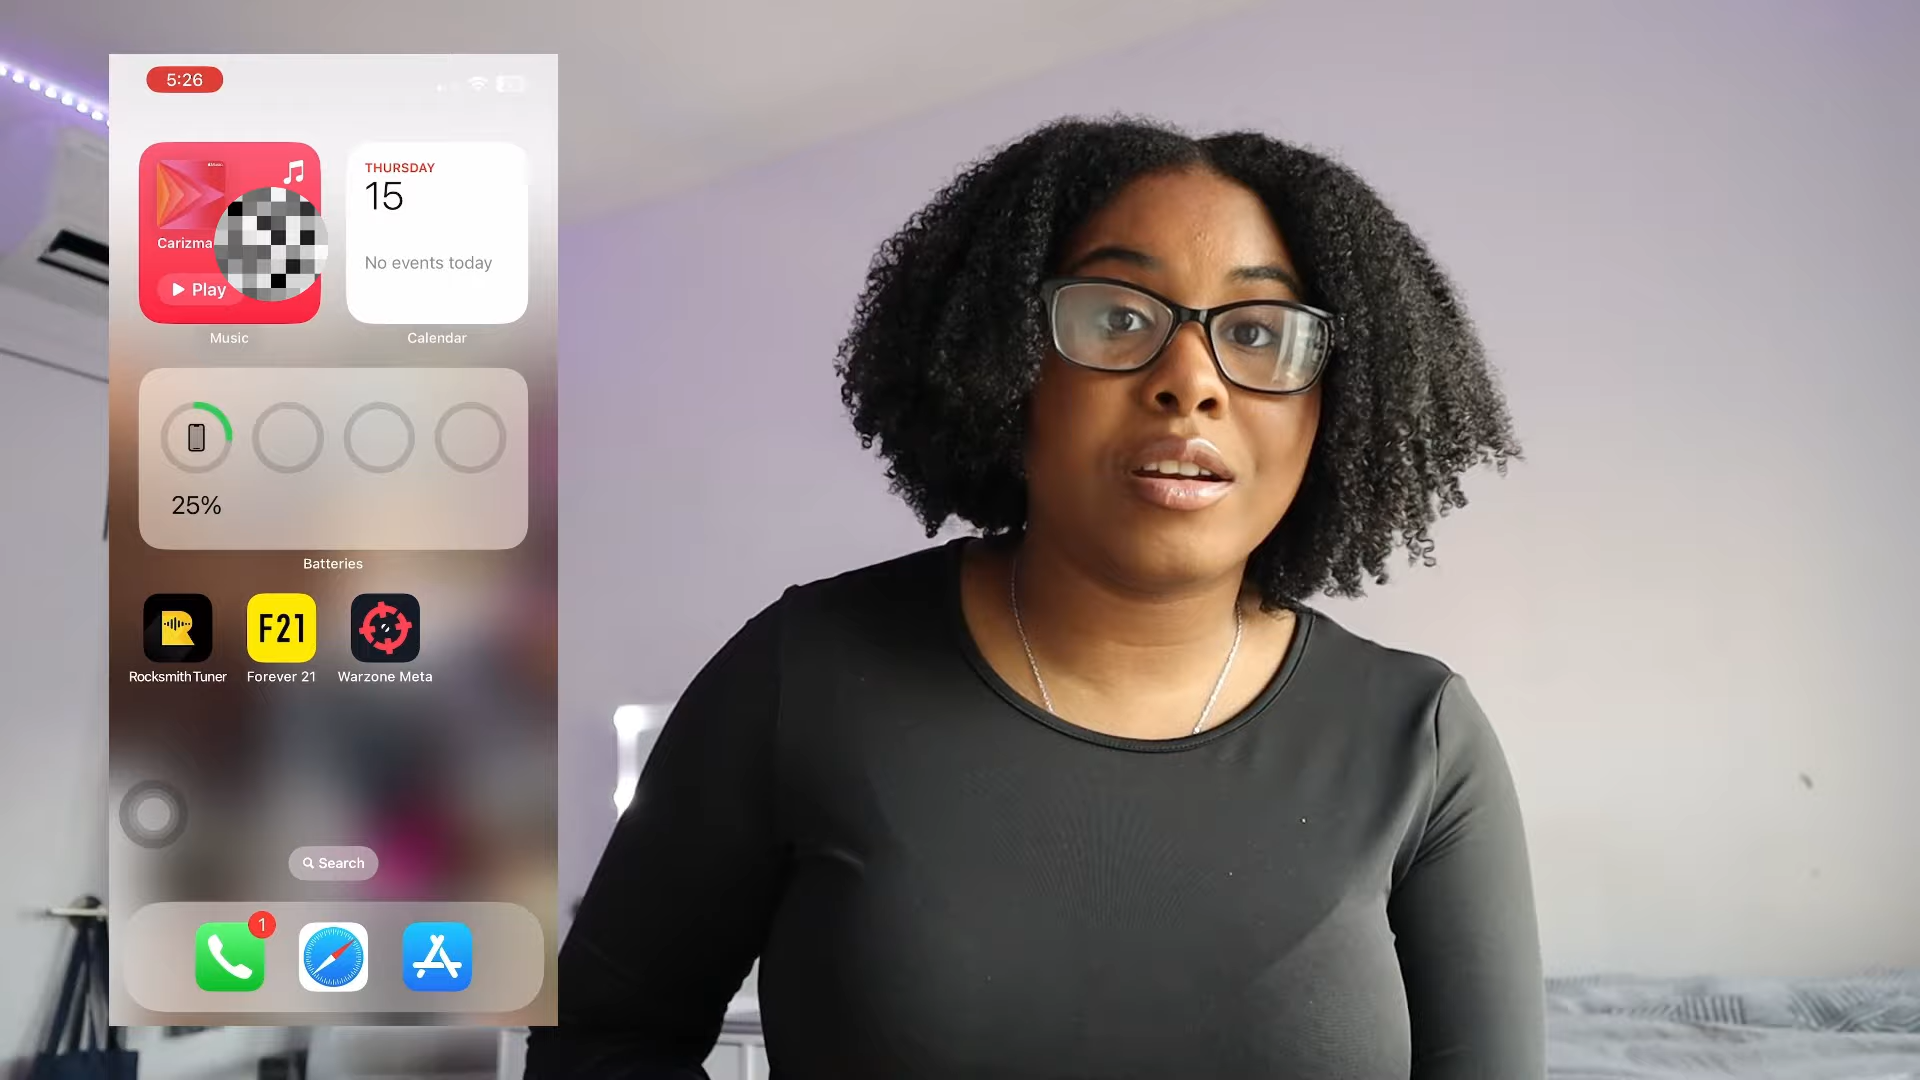 5:26
THURSDAY
15
Carizma
No events today
Play
Music
Calendar
25%
Batteries
F21
Rocksmith Tuner
Forever 21
Warzone Meta
Search
1